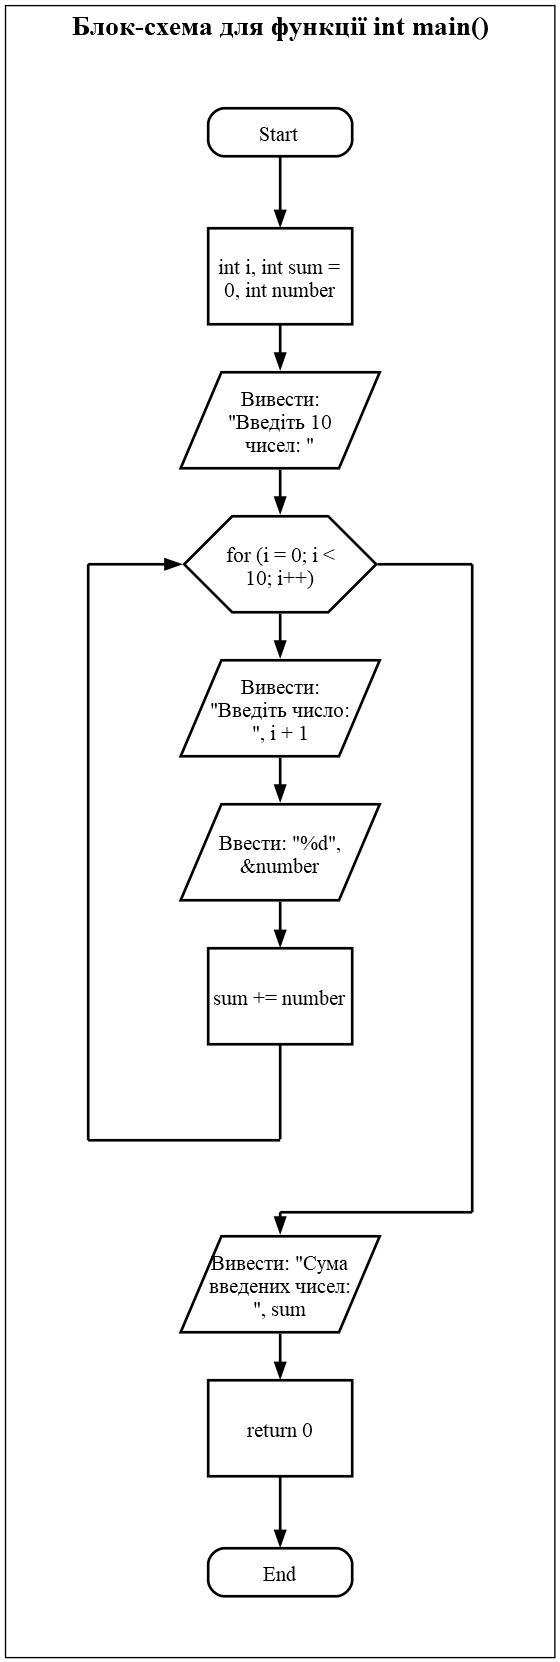 Блок-схема для функції int main()
Start
int i, int sum =
0, int number
Вивести:
"Введіть 10
чисел: "
for (i = 0; i <
10; i++)
Вивести:
"Введіть число:
", i + 1
Ввести: "%d",
&number
sum += number
Вивести: "Сума
введених чисел:
", sum
return 0
End